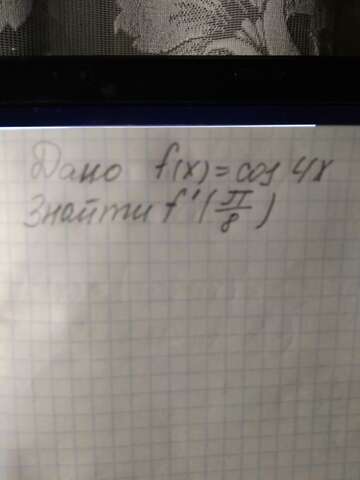 Дано f(x) = cos 4x
Знайти f'(π/8)